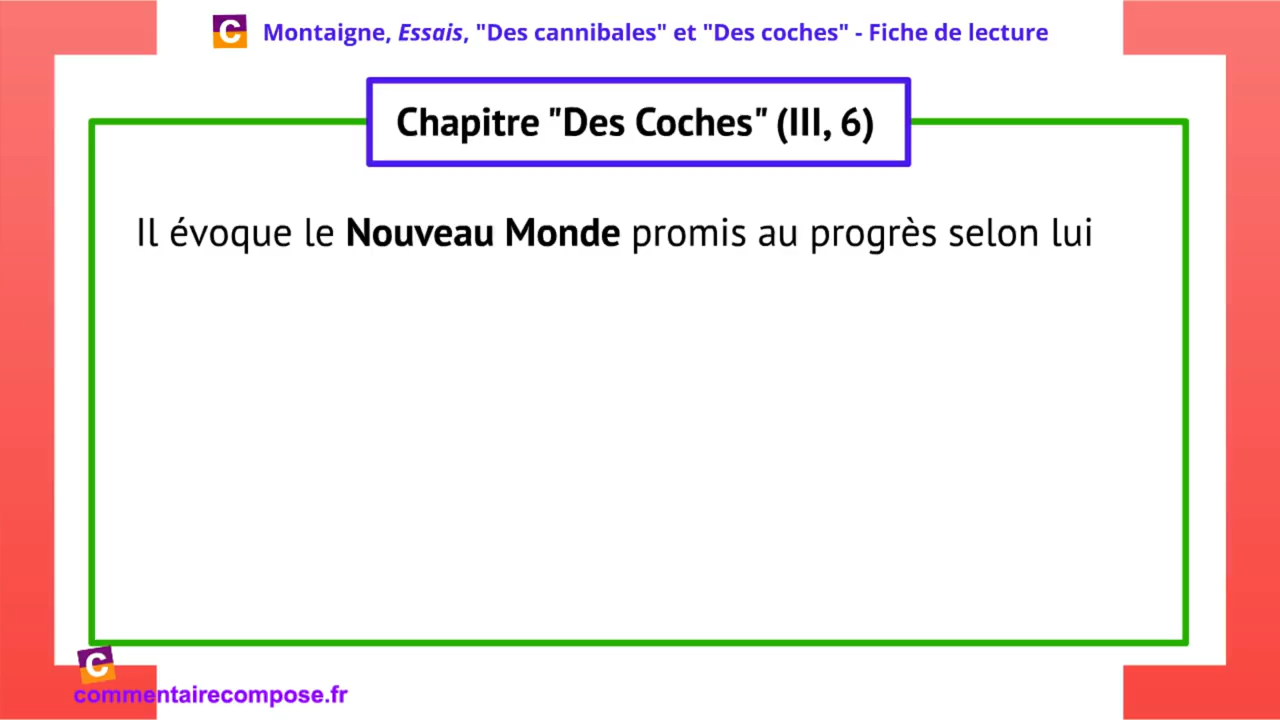 C Montaigne, Essais, "Des cannibales" et "Des coches" - Fiche de lecture
Chapitre "Des Coches" (III, 6)
Il évoque le Nouveau Monde promis au progrès selon lui
C
commentairecompose.fr